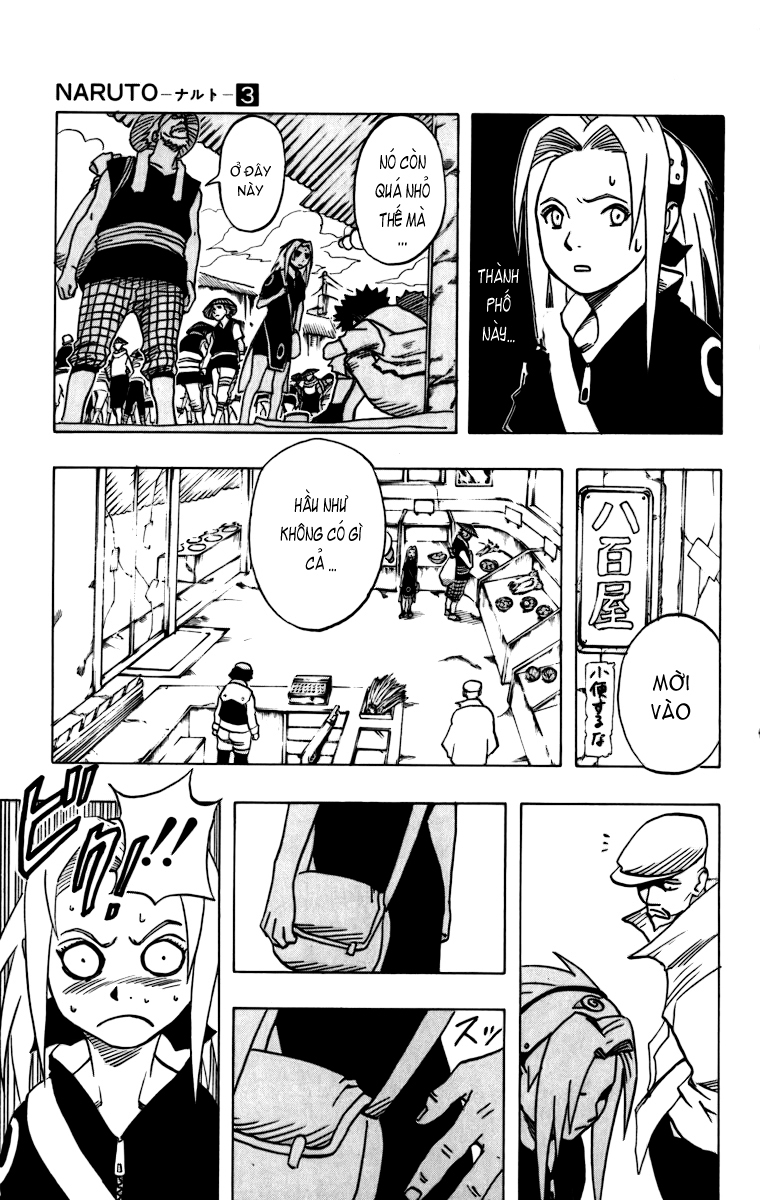 NARUTO –ナルト– 3
THÀNH
PHỐ
NÀY...
NÓ CÒN
QUÁ NHỎ
THẾ MÀ
...
Ở ĐÂY
NÀY
八百屋
小便するな
MỜI
VÀO
HẦU NHƯ
KHÔNG CÓ GÌ
CẢ ...
スッ
ビクッ!
!!